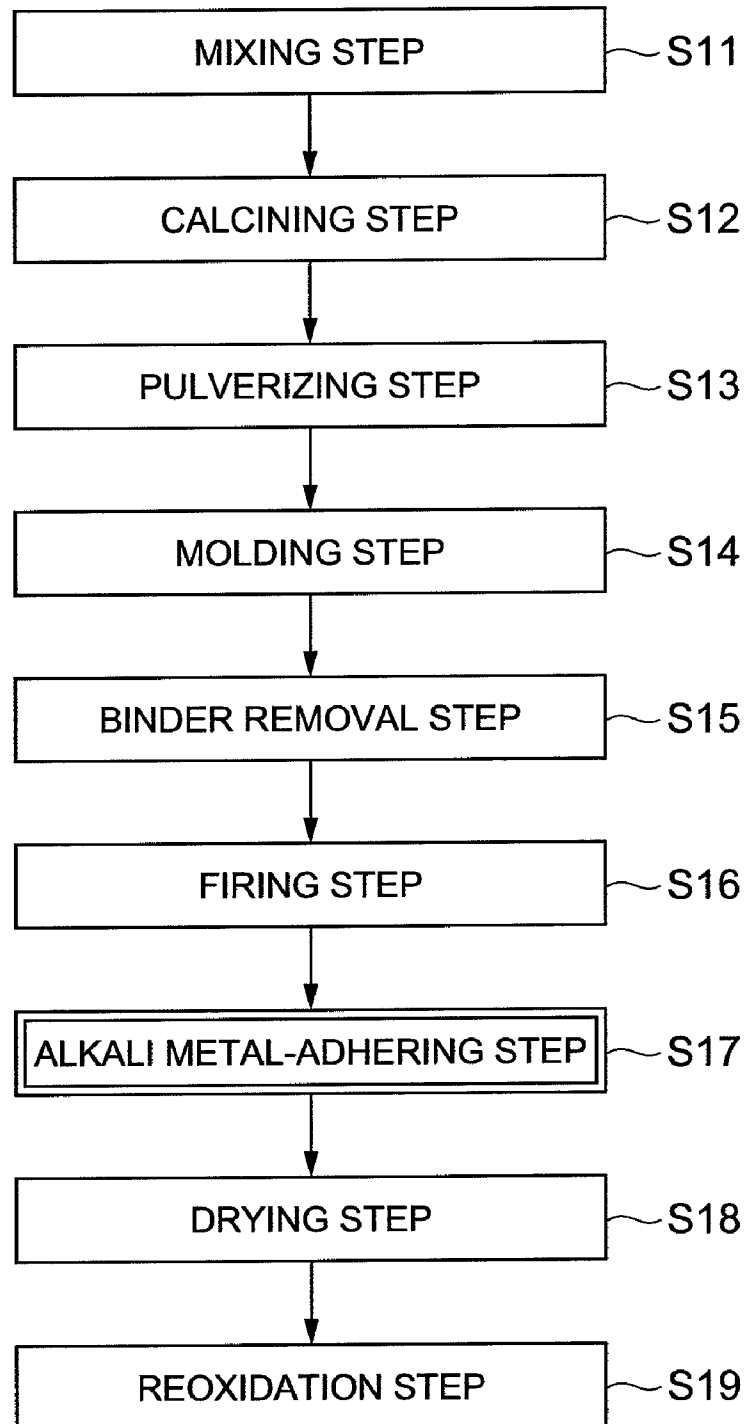 MIXING STEP S11
CALCINING STEP S12
PULVERIZING STEP S13
MOLDING STEP S14
BINDER REMOVAL STEP S15
FIRING STEP S16
ALKALI METAL-ADHERING STEP S17
DRYING STEP S18
REOXIDATION STEP S19